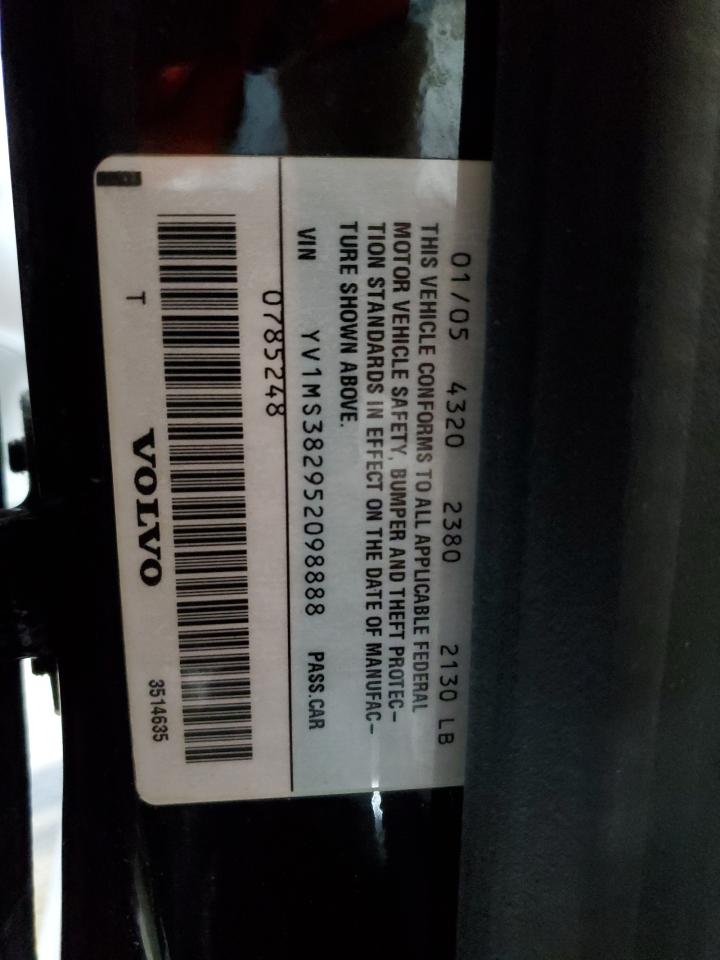 01/05 4320 2380 2130 LB
THIS VEHICLE CONFORMS TO ALL APPLICABLE FEDERAL
MOTOR VEHICLE SAFETY, BUMPER AND THEFT PROTEC-
TION STANDARDS IN EFFECT ON THE DATE OF MANUFAC-
TURE SHOWN ABOVE.
VIN YV1MS382952098888 PASS.CAR
0785248
T VOLVO 3514635